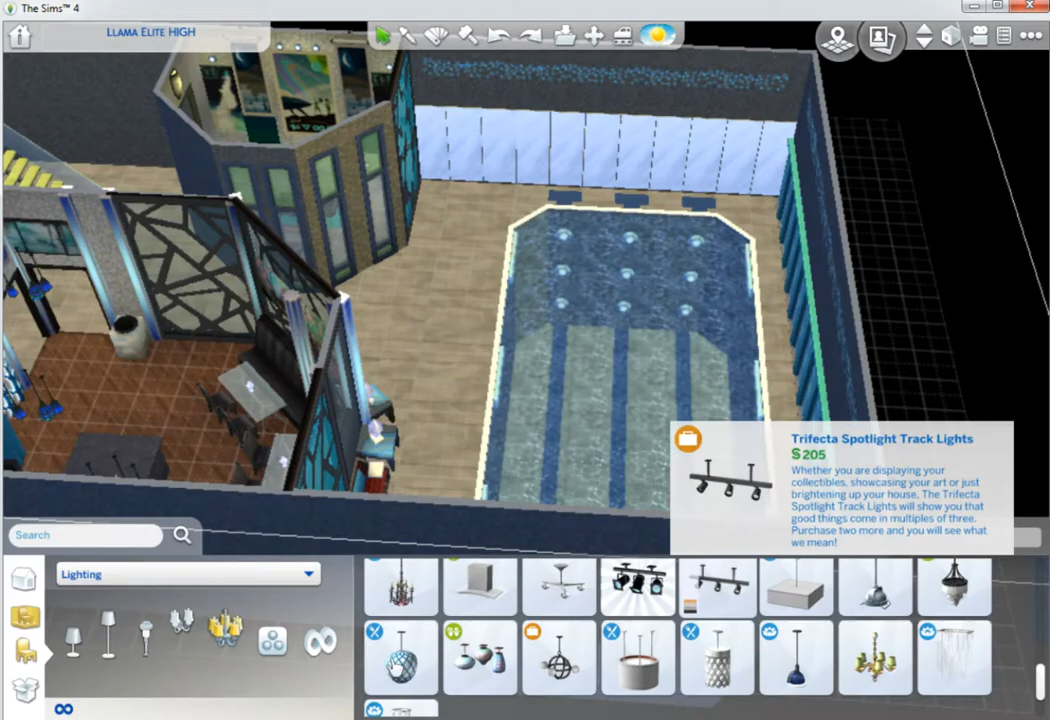 The Sims™ 4
LLAMA ELITE HIGH
Trifecta Spotlight Track Lights
§205
Whether you are displaying your
collectibles, showcasing your art or just
brightening up your house. The Trifecta
Spotlight Track Lights will show you that
good things come in multiples of three.
Purchase two more and you will see what
we mean!
Search
Lighting